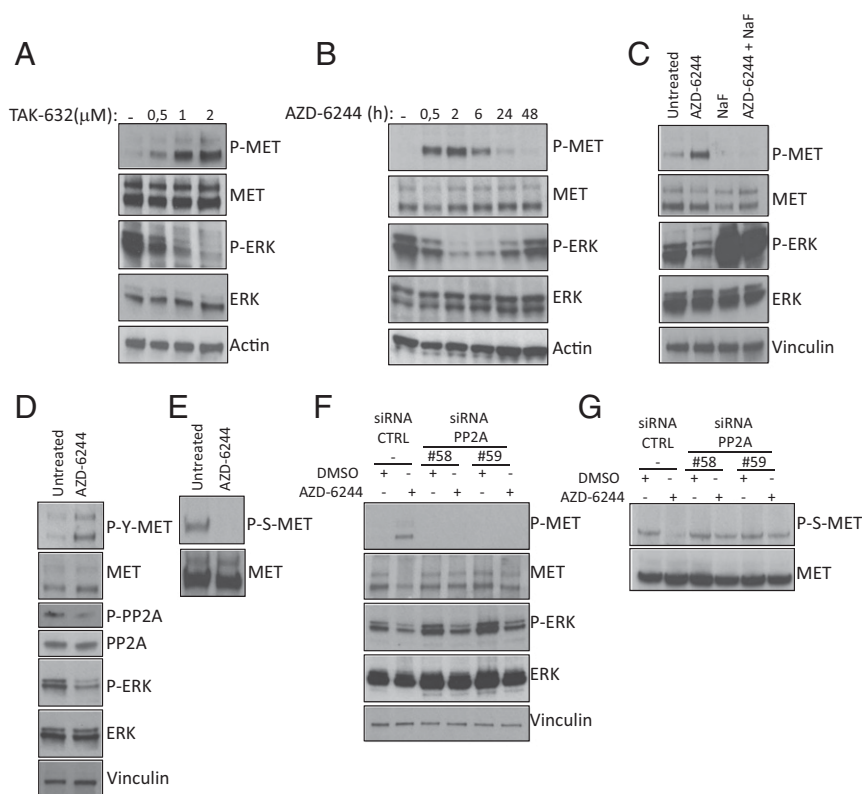 A
TAK-632(μM): - 0,5 1 2
P-MET
MET
P-ERK
ERK
Actin
B
AZD-6244 (h): - 0,5 2 6 24 48
P-MET
MET
P-ERK
ERK
Actin
C
Untreated
AZD-6244
NaF
AZD-6244 + NaF
P-MET
MET
P-ERK
ERK
Vinculin
D
Untreated
AZD-6244
P-Y-MET
MET
P-PP2A
PP2A
P-ERK
ERK
Vinculin
E
Untreated
AZD-6244
P-S-MET
MET
F
siRNA CTRL
siRNA PP2A
- #58 #59
DMSO + - + - + -
AZD-6244 - + - + - +
P-MET
MET
P-ERK
ERK
Vinculin
G
siRNA CTRL
siRNA PP2A
- #58 #59
DMSO + - + - + -
AZD-6244 - + - + - +
P-S-MET
MET